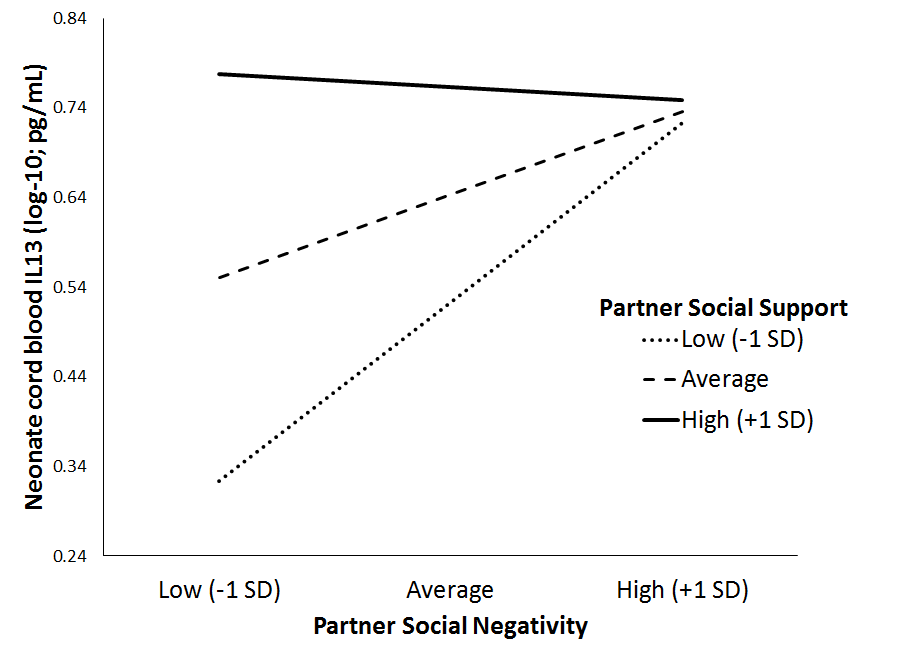 0.84
0.74
0.64
0.54
0.44
0.34
0.24
Neonate cord blood IL13 (log-10; pg/mL)
Partner Social Support
Low (-1 SD)
Average
High (+1 SD)
Low (-1 SD)
Average
High (+1 SD)
Partner Social Negativity